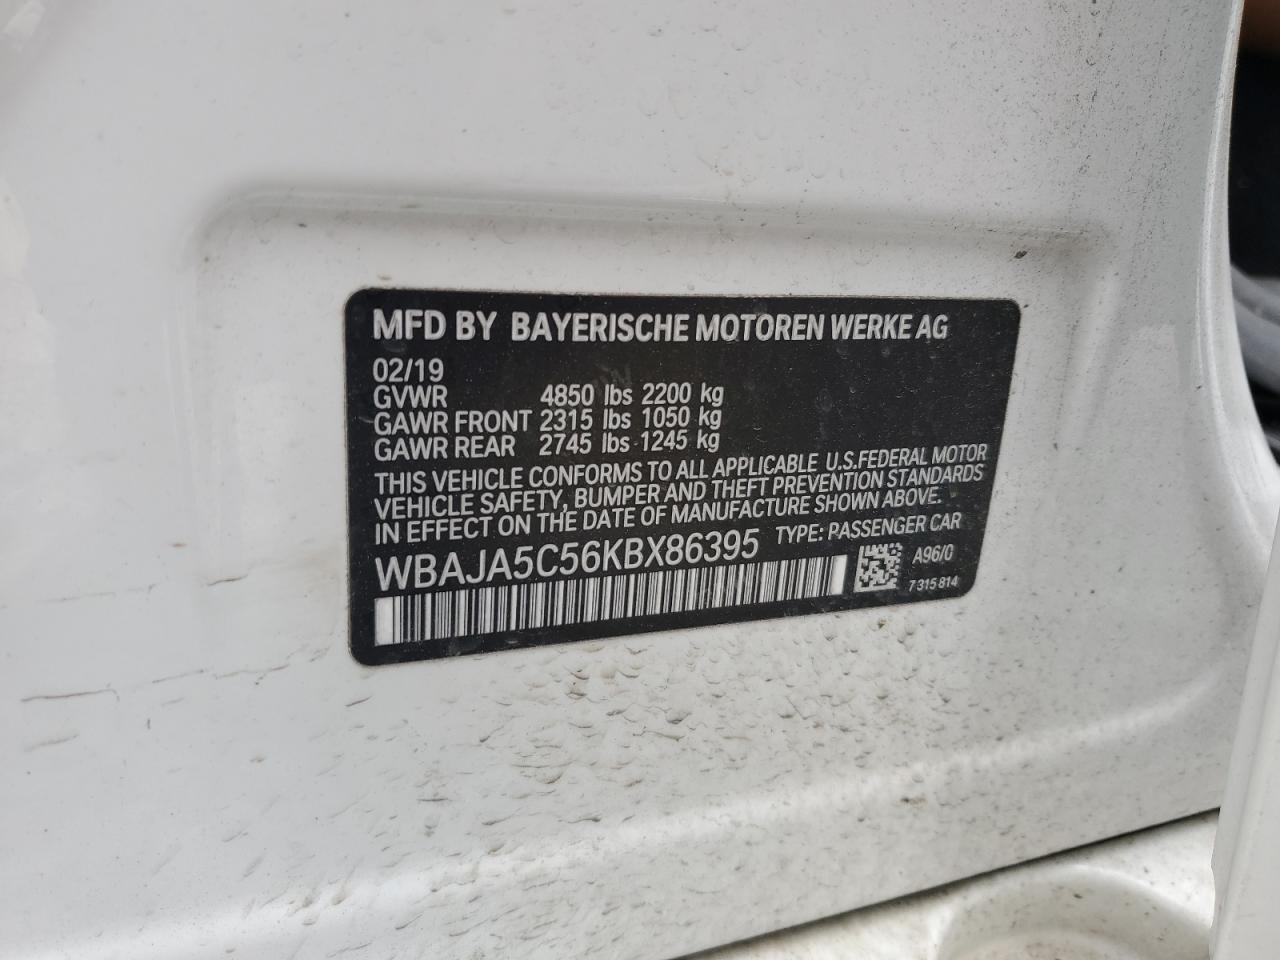 MFD BY BAYERISCHE MOTOREN WERKE AG
02/19
GVWR 4850 lbs 2200 kg
GAWR FRONT 2315 lbs 1050 kg
GAWR REAR 2745 lbs 1245 kg
THIS VEHICLE CONFORMS TO ALL APPLICABLE U.S.FEDERAL MOTOR
VEHICLE SAFETY, BUMPER AND THEFT PREVENTION STANDARDS
IN EFFECT ON THE DATE OF MANUFACTURE SHOWN ABOVE.
WBAJA5C56KBX86395 TYPE: PASSENGER CAR
A96/0
7 315 814